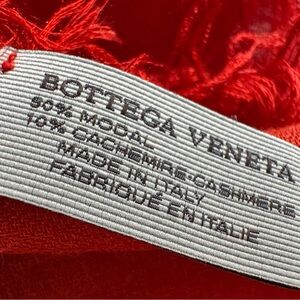 BOTTEGA VENETA
90% MODAL
10% CACHEMIRE-CASHMERE
MADE IN ITALY
FABRIQUÉ EN ITALIE